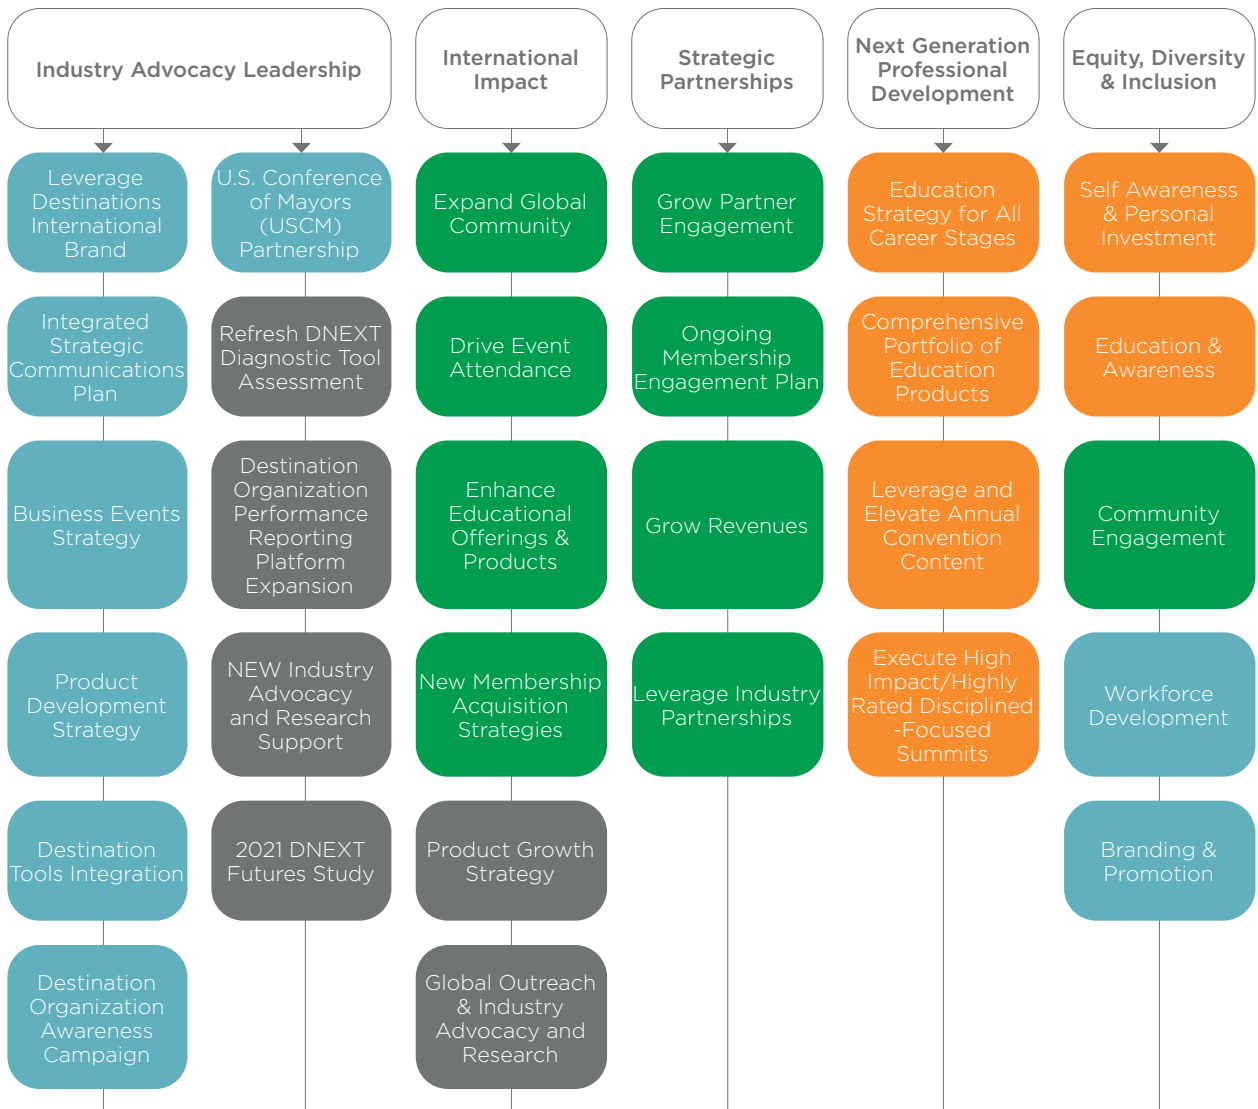 Industry Advocacy Leadership
International
Impact
Strategic
Partnerships
Next Generation
Professional
Development
Equity, Diversity
& Inclusion
Leverage
Destinations
International
Brand
Integrated
Strategic
Communications
Plan
Business Events
Strategy
Product
Development
Strategy
Destination
Tools Integration
Destination
Organization
Awareness
Campaign
U.S. Conference
of Mayors
(USCM)
Partnership
Refresh DNEXT
Diagnostic Tool
Assessment
Destination
Organization
Performance
Reporting
Platform
Expansion
NEW Industry
Advocacy
and Research
Support
2021 DNEXT
Futures Study
Expand Global
Community
Drive Event
Attendance
Enhance
Educational
Offerings &
Products
New Membership
Acquisition
Strategies
Product Growth
Strategy
Global Outreach
& Industry
Advocacy and
Research
Grow Partner
Engagement
Ongoing
Membership
Engagement Plan
Grow Revenues
Leverage Industry
Partnerships
Education
Strategy for All
Career Stages
Comprehensive
Portfolio of
Education
Products
Leverage and
Elevate Annual
Convention
Content
Execute High
Impact/Highly
Rated Disciplined
-Focused
Summits
Self Awareness
& Personal
Investment
Education &
Awareness
Community
Engagement
Workforce
Development
Branding &
Promotion